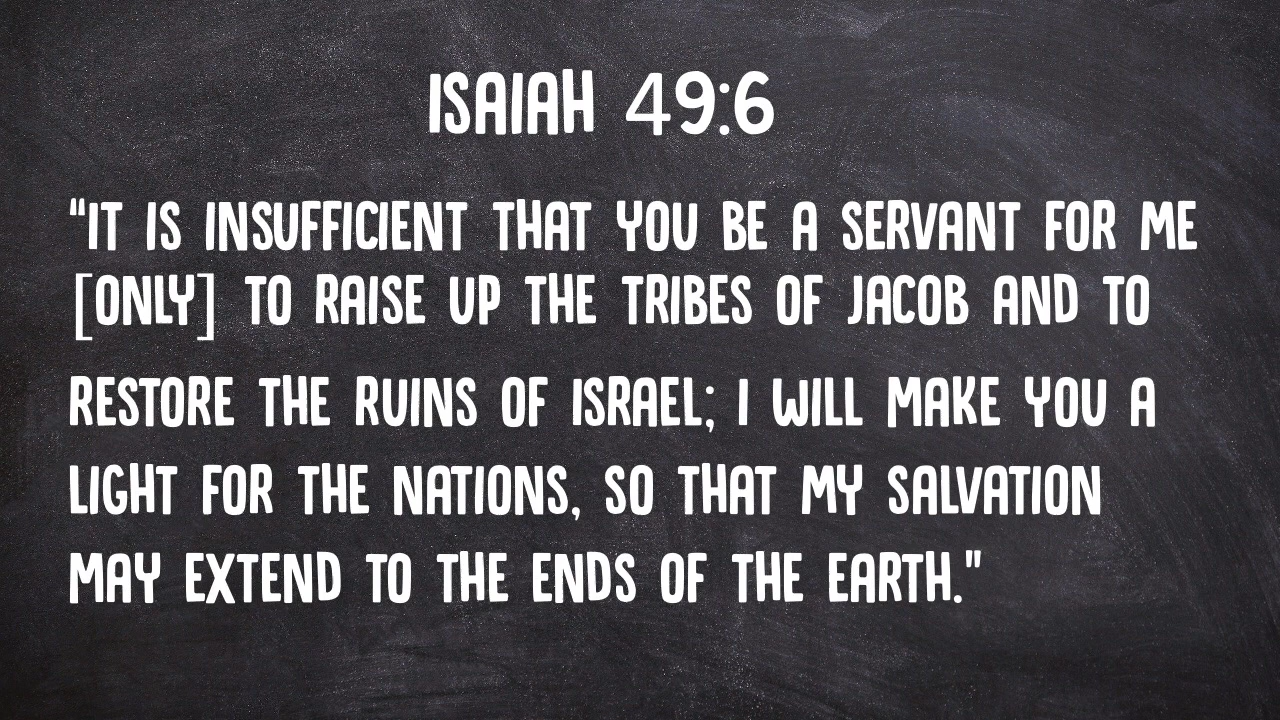 ISAIAH 49:6
“IT IS INSUFFICIENT THAT YOU BE A SERVANT FOR ME
[ONLY] TO RAISE UP THE TRIBES OF JACOB AND TO
RESTORE THE RUINS OF ISRAEL; I WILL MAKE YOU A
LIGHT FOR THE NATIONS, SO THAT MY SALVATION
MAY EXTEND TO THE ENDS OF THE EARTH."